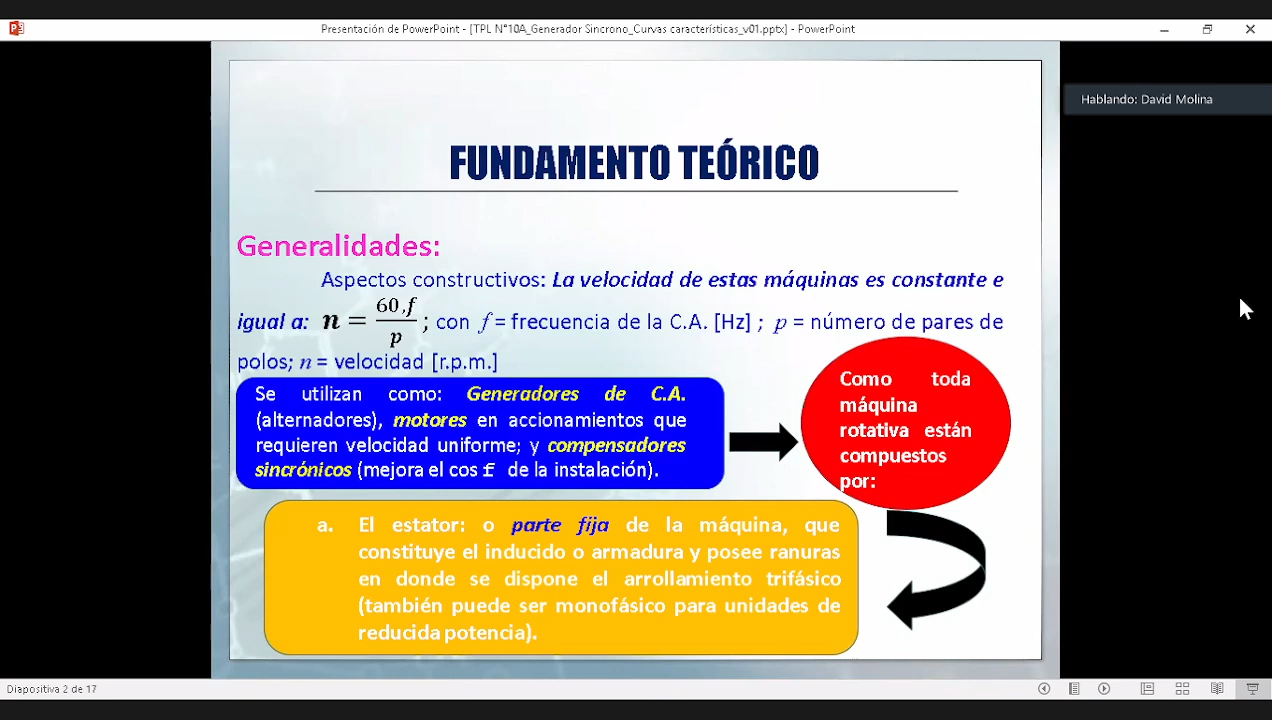 Presentación de PowerPoint - [TPL N°10A_Generador Sincrono_Curvas características_v01.pptx] - PowerPoint
Hablando: David Molina
FUNDAMENTO TEÓRICO
Generalidades:
Aspectos constructivos: La velocidad de estas máquinas es constante e
igual a: n = 60.f/p ; con f = frecuencia de la C.A. [Hz] ; p = número de pares de
polos; n = velocidad [r.p.m.]
Se utilizan como: Generadores de C.A.
(alternadores), motores en accionamientos que
requieren velocidad uniforme; y compensadores
sincrónicos (mejora el cos f de la instalación).
Como toda
máquina
rotativa están
compuestos
por:
a. El estator: o parte fija de la máquina, que
constituye el inducido o armadura y posee ranuras
en donde se dispone el arrollamiento trifásico
(también puede ser monofásico para unidades de
reducida potencia).
Diapositiva 2 de 17